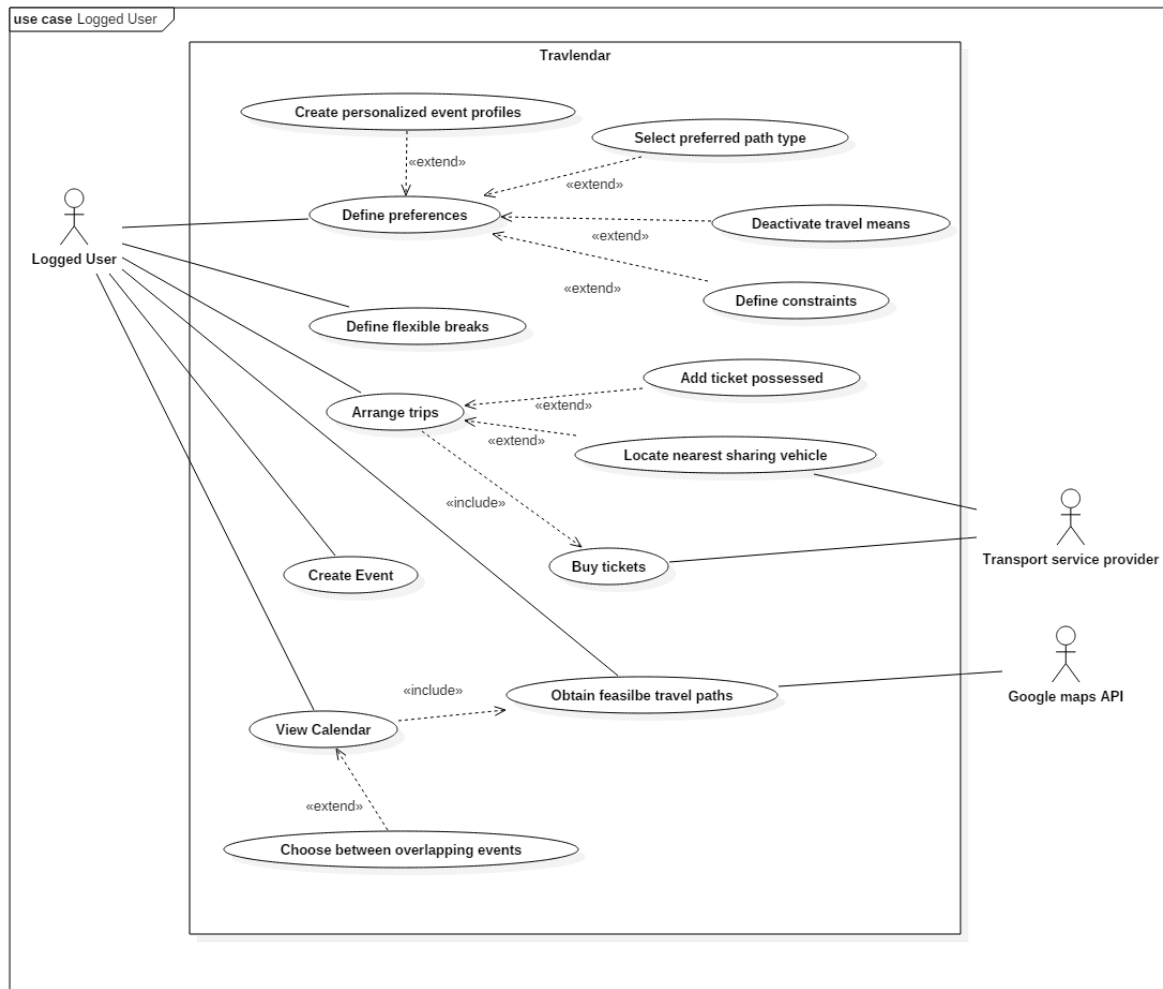 use case Logged User
Travlendar
Create personalized event profiles
Select preferred path type
«extend»
«extend»
Define preferences
Deactivate travel means
«extend»
Logged User
«extend»
Define constraints
Define flexible breaks
Add ticket possessed
«extend»
Arrange trips
«extend»
Locate nearest sharing vehicle
«include»
Transport service provider
Buy tickets
Create Event
«include»
Obtain feasilbe travel paths
Google maps API
View Calendar
«extend»
Choose between overlapping events